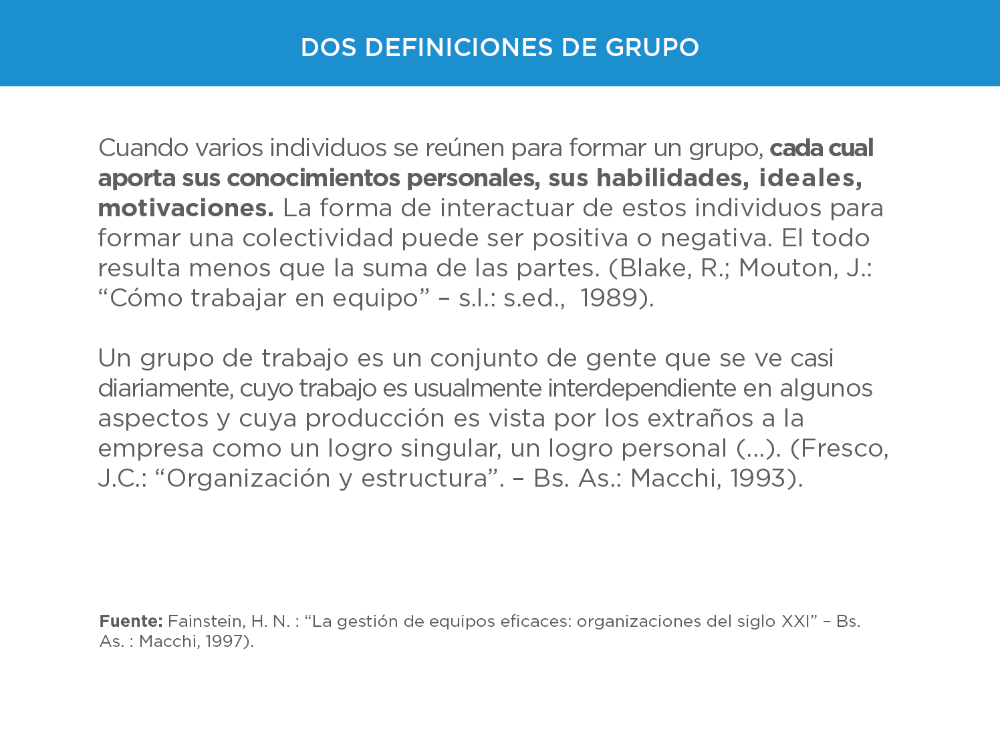 DOS DEFINICIONES DE GRUPO
Cuando varios individuos se reúnen para formar un grupo, cada cual
aporta sus conocimientos personales, sus habilidades, ideales,
motivaciones. La forma de interactuar de estos individuos para
formar una colectividad puede ser positiva o negativa. El todo
resulta menos que la suma de las partes. (Blake, R.; Mouton, J.:
“Cómo trabajar en equipo” – s.l.: s.ed.,  1989).
Un grupo de trabajo es un conjunto de gente que se ve casi
diariamente, cuyo trabajo es usualmente interdependiente en algunos
aspectos y cuya producción es vista por los extraños a la
empresa como un logro singular, un logro personal (...). (Fresco,
J.C.: “Organización y estructura”. – Bs. As.: Macchi, 1993).
Fuente: Fainstein, H. N. : “La gestión de equipos eficaces: organizaciones del siglo XXI” – Bs.
As. : Macchi, 1997).